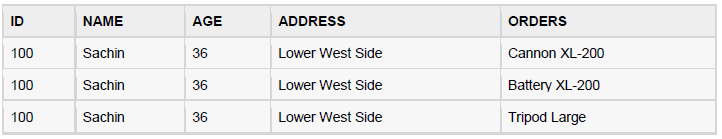 ID NAME AGE ADDRESS ORDERS
100 Sachin 36 Lower West Side Cannon XL-200
100 Sachin 36 Lower West Side Battery XL-200
100 Sachin 36 Lower West Side Tripod Large